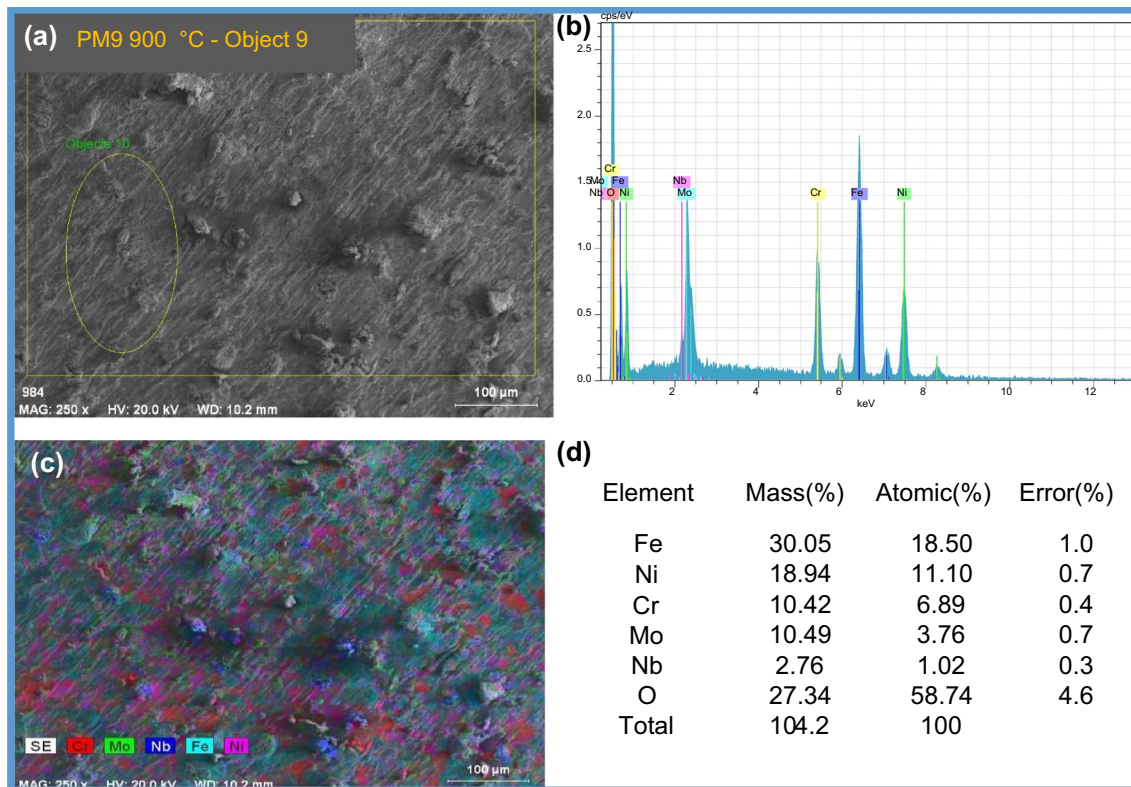 (a) PM9 900 °C - Object 9
Objects 10
984
100 µm
MAG: 250 x HV: 20.0 kV WD: 10.2 mm
(b)
cps/eV
2.5
2.0
1.5
1.0
0.5
0.0
Cr
Mo Fe Nb
Nb O Ni Mo Cr Fe Ni
2 4 6 8 10 12
keV
(c)
SE Cr Mo Nb Fe Ni
100 µm
MAG: 250 x HV: 20.0 kV WD: 10.2 mm
(d)
Element Mass(%) Atomic(%) Error(%)
Fe 30.05 18.50 1.0
Ni 18.94 11.10 0.7
Cr 10.42 6.89 0.4
Mo 10.49 3.76 0.7
Nb 2.76 1.02 0.3
O 27.34 58.74 4.6
Total 104.2 100